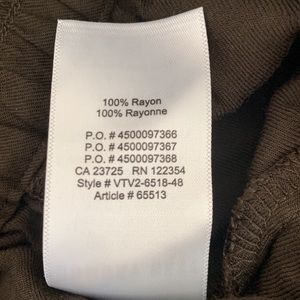 100% Rayon
100% Rayonne
P.O. # 4500097366
P.O. # 4500097367
P.O. # 4500097368
CA 23725 RN 122354
Style # VTV2-6518-48
Article # 65513